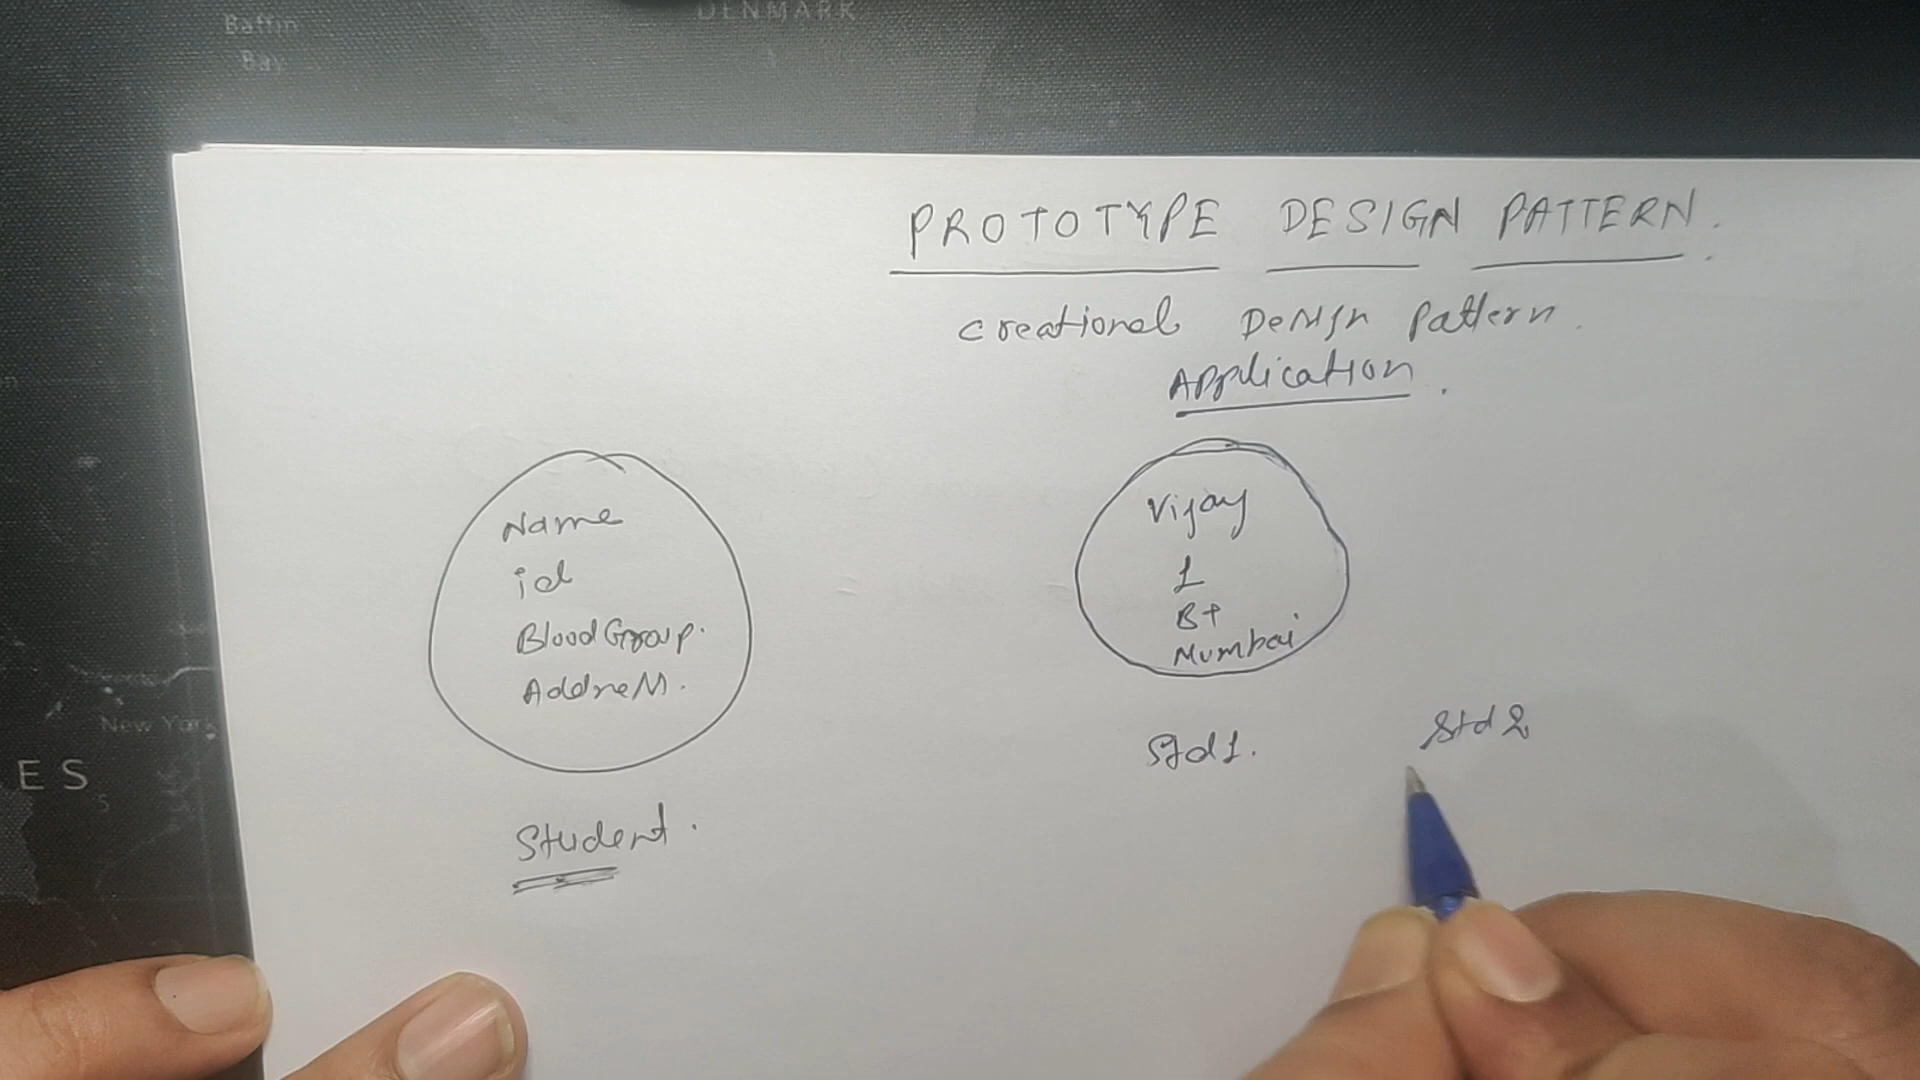 Baffin
Bay
DENMARK
PROTOTYPE DESIGN PATTERN.
Creational Design Pattern.
Application.
Name
id
BloodGroup.
Address.
Student.
Vijay
1
B+
Mumbai
Std1.
Std2
New York
ES
5